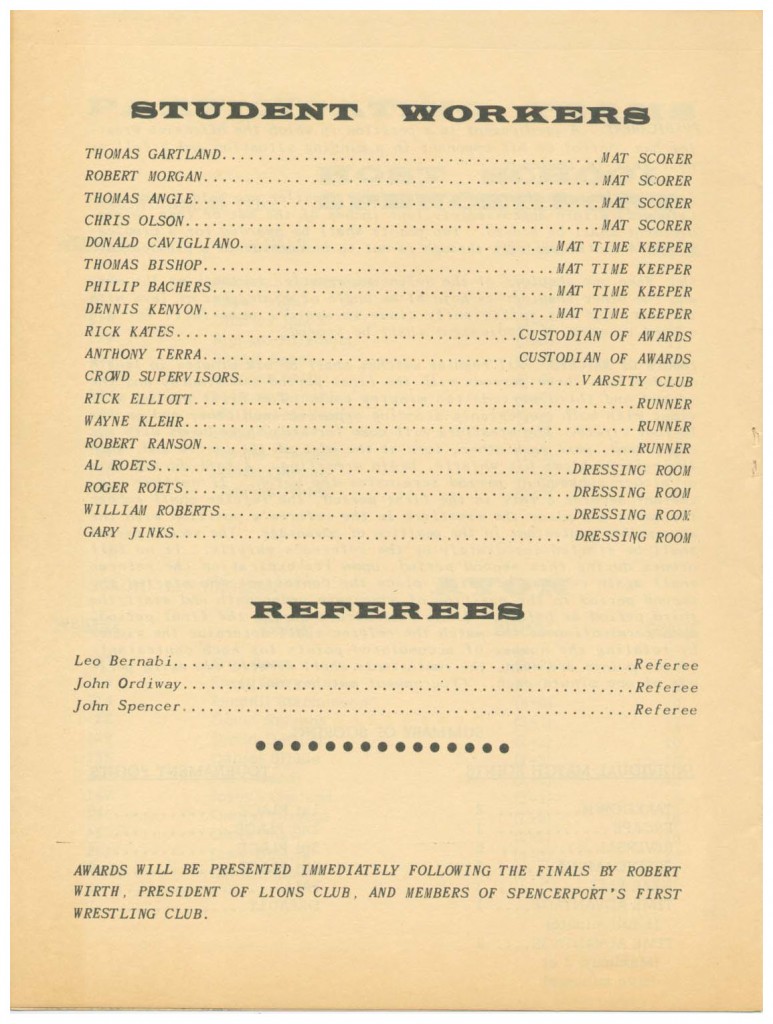 STUDENT WORKERS
THOMAS GARTLAND.........................................MAT SCORER
ROBERT MORGAN...........................................MAT SCORER
THOMAS ANGIE............................................MAT SCORER
CHRIS OLSON.............................................MAT SCORER
DONALD CAVIGLIANO..................................MAT TIME KEEPER
THOMAS BISHOP......................................MAT TIME KEEPER
PHILIP BACHERS.....................................MAT TIME KEEPER
DENNIS KENYON......................................MAT TIME KEEPER
RICK KATES.....................................CUSTODIAN OF AWARDS
ANTHONY TERRA................................. CUSTODIAN OF AWARDS
CROWD SUPERVISORS.....................................VARSITY CLUB
RICK ELLIOTT................................................RUNNER
WAYNE KLEHR.................................................RUNNER
ROBERT RANSON...............................................RUNNER
AL ROETS.............................................DRESSING ROOM
ROGER ROETS..........................................DRESSING ROOM
WILLIAM ROBERTS......................................DRESSING ROOM
GARY JINKS.......................................... DRESSING ROOM
REFEREES
Leo Bernabi..................................................Referee
John Ordiway.................................................Referee
John Spencer.................................................Referee
AWARDS WILL BE PRESENTED IMMEDIATELY FOLLOWING THE FINALS BY ROBERT
WIRTH, PRESIDENT OF LIONS CLUB, AND MEMBERS OF SPENCERPORT'S FIRST
WRESTLING CLUB.